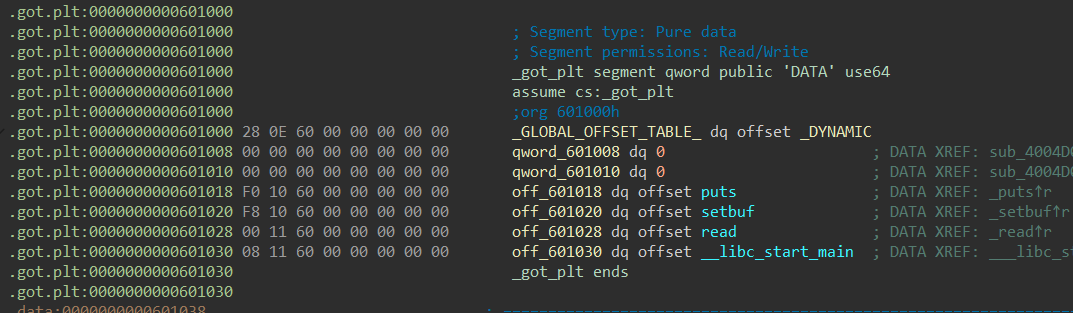 .got.plt:0000000000601000
.got.plt:0000000000601000 ; Segment type: Pure data
.got.plt:0000000000601000 ; Segment permissions: Read/Write
.got.plt:0000000000601000 _got_plt segment qword public 'DATA' use64
.got.plt:0000000000601000 assume cs:_got_plt
.got.plt:0000000000601000 ;org 601000h
.got.plt:0000000000601000 28 0E 60 00 00 00 00 00 _GLOBAL_OFFSET_TABLE_ dq offset _DYNAMIC
.got.plt:0000000000601008 00 00 00 00 00 00 00 00 qword_601008 dq 0 ; DATA XREF: sub_4004D
.got.plt:0000000000601010 00 00 00 00 00 00 00 00 qword_601010 dq 0 ; DATA XREF: sub_4004D
.got.plt:0000000000601018 F0 10 60 00 00 00 00 00 off_601018 dq offset puts ; DATA XREF: _puts↑r
.got.plt:0000000000601020 F8 10 60 00 00 00 00 00 off_601020 dq offset setbuf ; DATA XREF: _setbuf↑r
.got.plt:0000000000601028 00 11 60 00 00 00 00 00 off_601028 dq offset read ; DATA XREF: _read↑r
.got.plt:0000000000601030 08 11 60 00 00 00 00 00 off_601030 dq offset __libc_start_main ; DATA XREF: ___libc_st
.got.plt:0000000000601030 _got_plt ends
.got.plt:0000000000601030
.data:0000000000601038 ;